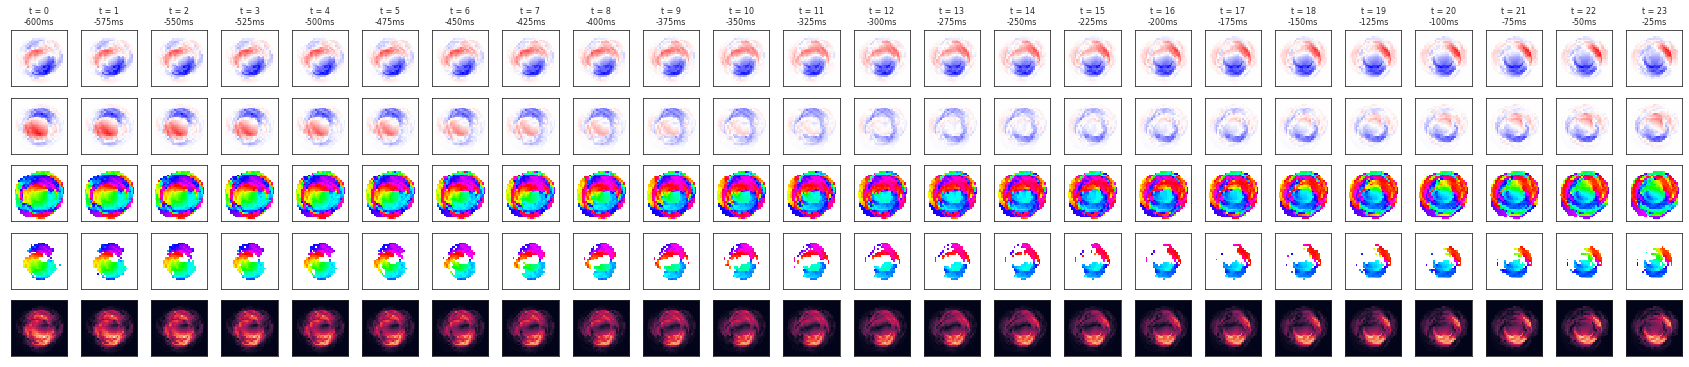 t = 0 t = 1 t = 2 t = 3 t = 4 t = 5 t = 6 t = 7 t = 8 t = 9 t = 10 t = 11 t = 12 t = 13 t = 14 t = 15 t = 16 t = 17 t = 18 t = 19 t = 20 t = 21 t = 22 t = 23
-600ms -575ms -550ms -525ms -500ms -475ms -450ms -425ms -400ms -375ms -350ms -325ms -300ms -275ms -250ms -225ms -200ms -175ms -150ms -125ms -100ms -75ms -50ms -25ms